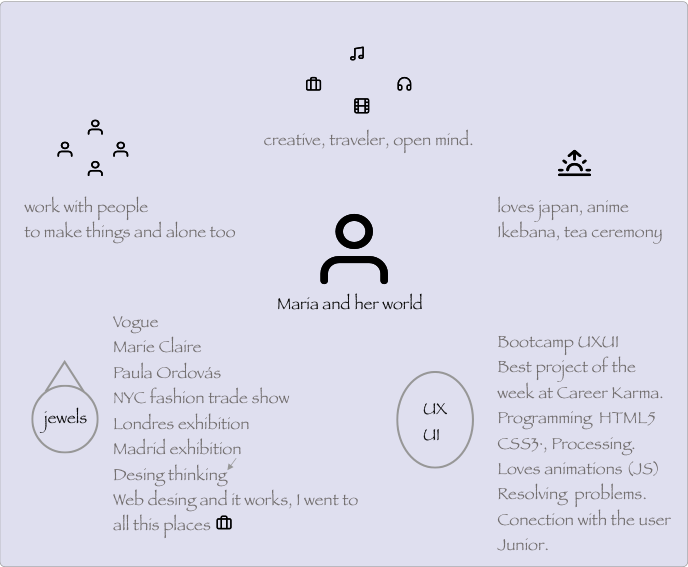 creative, traveler, open mind.
work with people
to make things and alone too
loves japan, anime
Ikebana, tea ceremony
Maria and her world
jewels
Vogue
Marie Claire
Paula Ordovás
NYC fashion trade show
Londres exhibition
Madrid exhibition
Desing thinking
Web desing and it works, I went to
all this places
UX
UI
Bootcamp UXUI
Best project of the
week at Career Karma.
Programming HTML5
CSS3·, Processing.
Loves animations (JS)
Resolving problems.
Conection with the user
Junior.